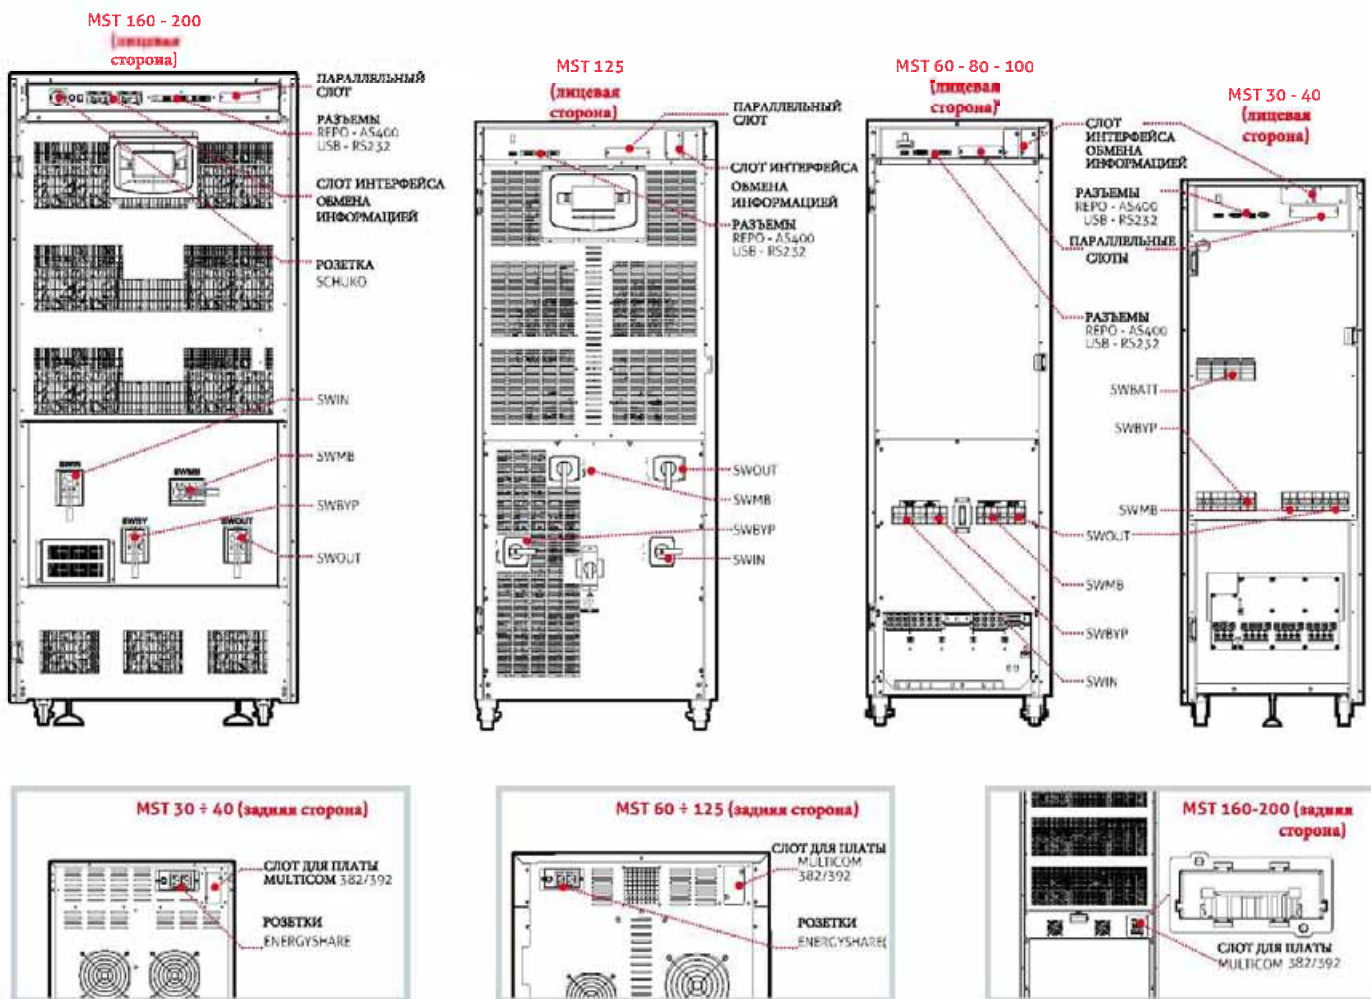 MST 160 - 200
(лицевая
сторона)
ПАРАЛЛЕЛЬНЫЙ
СЛОТ
РАЗЪЕМЫ
REPO - AS400
USB - RS232
СЛОТ ИНТЕРФЕЙСА
ОБМЕНА
ИНФОРМАЦИЕЙ
РОЗЕТКА
SCHUKO
SWIN
SWMB
SWBYP
SWOUT
SWIN
SWMB
SWBY
SWOUT
MST 125
(лицевая
сторона)
ПАРАЛЛЕЛЬНЫЙ
СЛОТ
СЛОТ ИНТЕРФЕЙСА
ОБМЕНА
ИНФОРМАЦИЕЙ
РАЗЪЕМЫ
REPO - AS400
USB - RS232
SWOUT
SWMB
SWBYP
SWIN
MST 60 - 80 - 100
(лицевая
сторона)
СЛОТ
ИНТЕРФЕЙСА
ОБМЕНА
ИНФОРМАЦИЕЙ
РАЗЪЕМЫ
REPO - AS400
USB - RS232
ПАРАЛЛЕЛЬНЫЕ
СЛОТЫ
РАЗЪЕМЫ
REPO - AS400
USB - RS232
SWBATT
SWBYP
SWMB
SWOUT
SWMB
SWBYP
SWIN
MST 30 - 40
(лицевая
сторона)
MST 30 ÷ 40 (задняя сторона)
СЛОТ ДЛЯ ПЛАТЫ
MULTICOM 382/392
РОЗЕТКИ
ENERGYSHARE
MST 60 ÷ 125 (задняя сторона)
СЛОТ ДЛЯ ПЛАТЫ
MULTICOM
382/392
РОЗЕТКИ
ENERGYSHARE(
MST 160-200 (задняя
сторона)
СЛОТ ДЛЯ ПЛАТЫ
MULTICOM 382/392